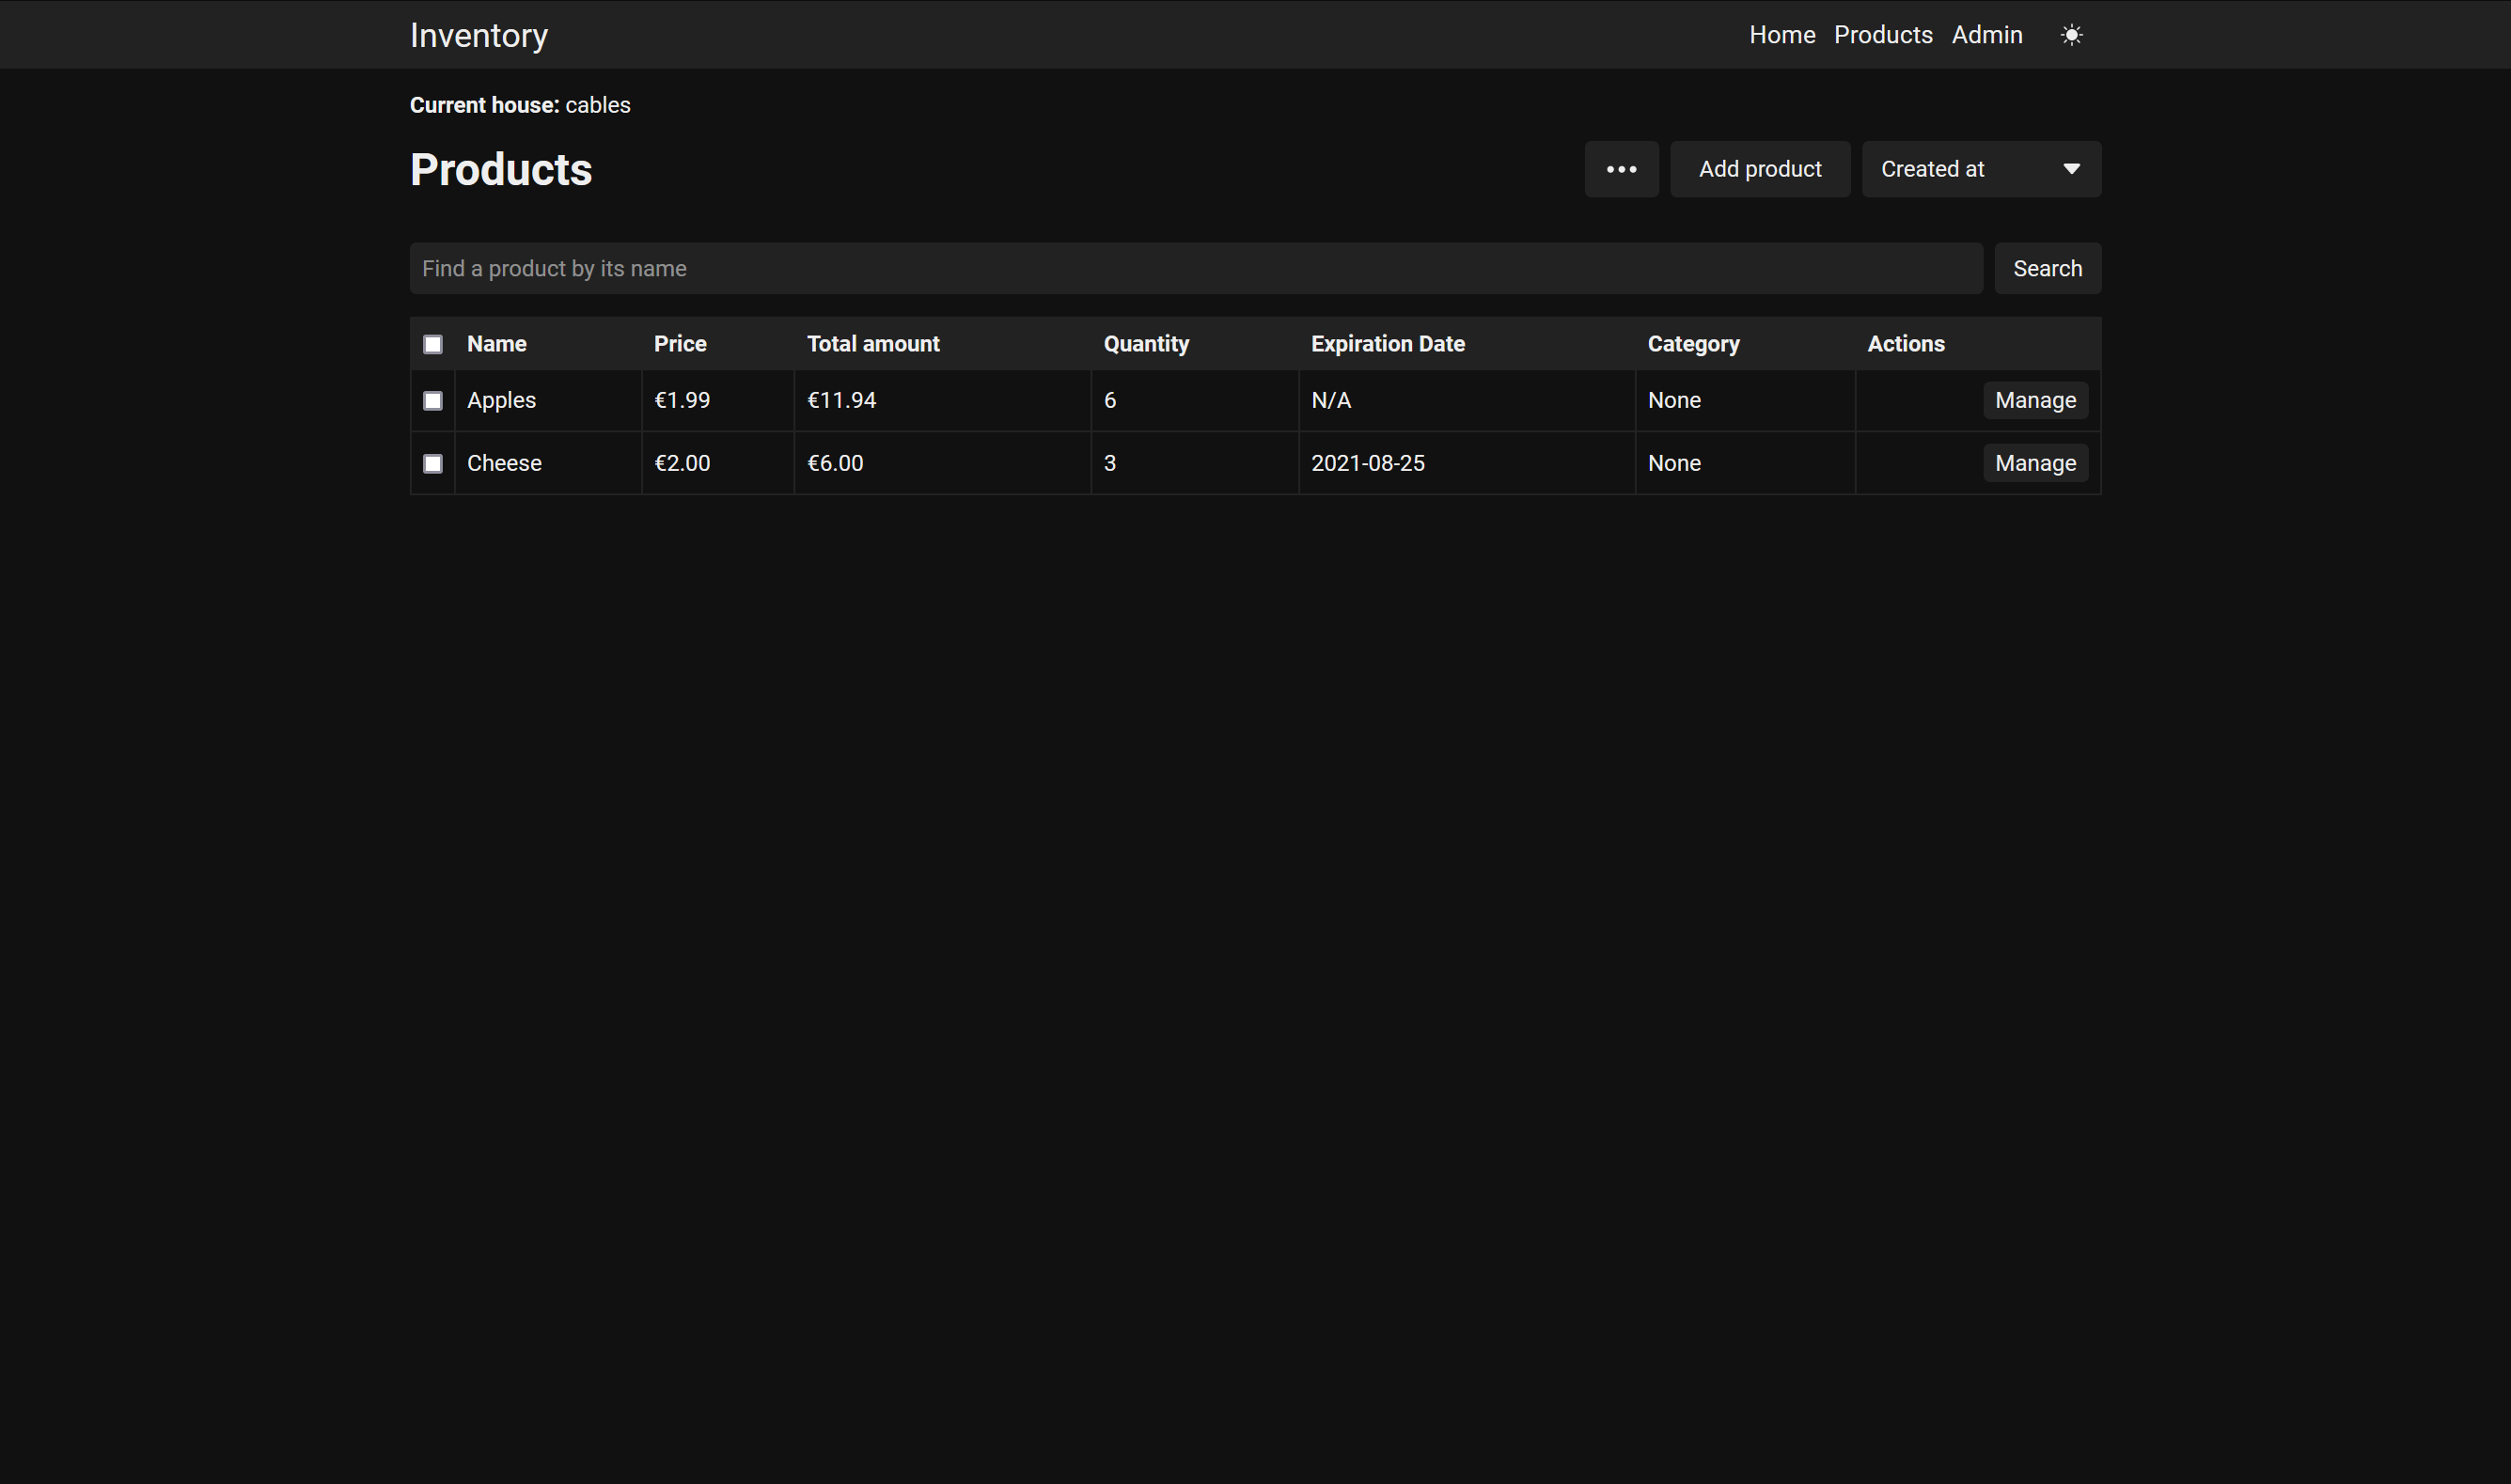 Inventory Home Products Admin
Current house: cables
Products ••• Add product Created at
Find a product by its name Search
Name Price Total amount Quantity Expiration Date Category Actions
Apples €1.99 €11.94 6 N/A None Manage
Cheese €2.00 €6.00 3 2021-08-25 None Manage